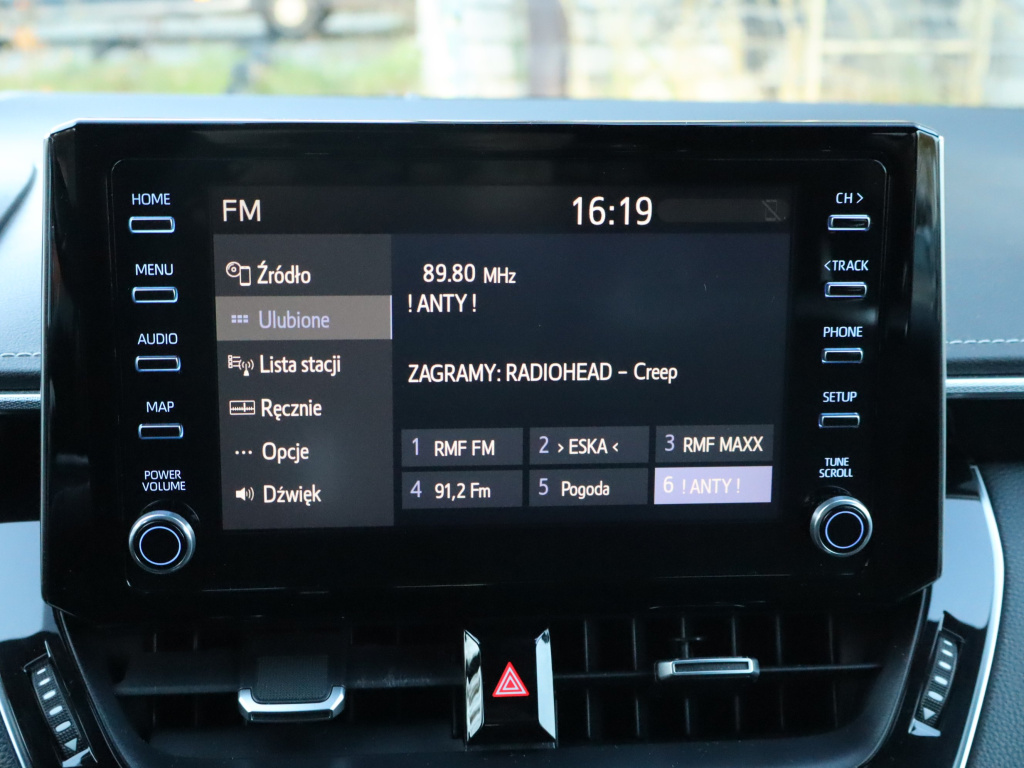 HOME
MENU
AUDIO
MAP
POWER
VOLUME
FM
16:19
Źródło
Ulubione
Lista stacji
Ręcznie
Opcje
Dźwięk
89.80 MHz
! ANTY !
ZAGRAMY: RADIOHEAD – Creep
1 RMF FM
2 > ESKA <
3 RMF MAXX
4 91,2 Fm
5 Pogoda
6 ! ANTY !
CH >
< TRACK
PHONE
SETUP
TUNE
SCROLL